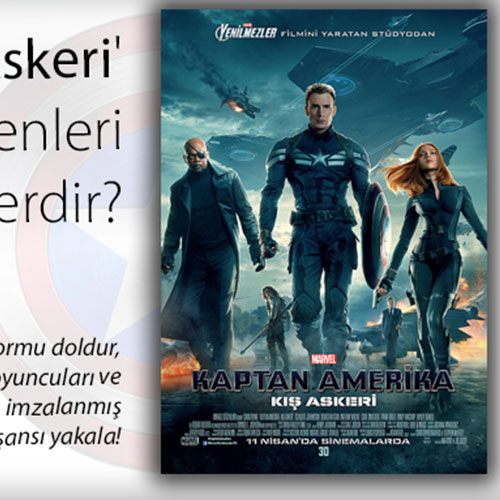 skeri'
enleri
erdir?
ormu doldur,
oyuncuları ve
imzalanmış
şansı yakala!
MARVEL
YENİLMEZLER FİLMİNİ YARATAN STÜDYODAN
MARVEL
KAPTAN AMERİKA
KIŞ ASKERİ
11 NİSAN'DA SİNEMALARDA
3D